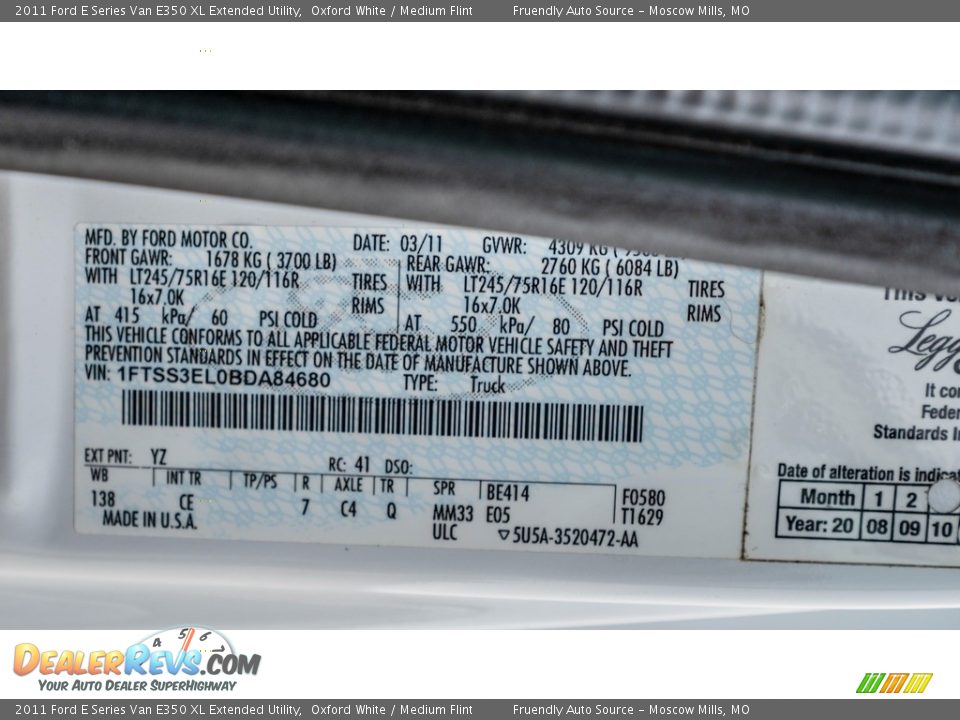 2011 Ford E Series Van E350 XL Extended Utility, Oxford White / Medium Flint Fruendly Auto Source - Moscow Mills, MO
MFD. BY FORD MOTOR CO. DATE: 03/11 GVWR: 4309 KG (
FRONT GAWR: 1678 KG ( 3700 LB) REAR GAWR: 2760 KG ( 6084 LB)
WITH LT245/75R16E 120/116R TIRES WITH LT245/75R16E 120/116R TIRES
16x7.0K RIMS 16x7.0K RIMS
AT 415 kPa/ 60 PSI COLD AT 550 kPa/ 80 PSI COLD
THIS VEHICLE CONFORMS TO ALL APPLICABLE FEDERAL MOTOR VEHICLE SAFETY AND THEFT
PREVENTION STANDARDS IN EFFECT ON THE DATE OF MANUFACTURE SHOWN ABOVE.
VIN: 1FTSS3EL0BDA84680 TYPE: Truck
EXT PNT: YZ RC: 41 DSO:
WB INT TR TP/PS R AXLE TR SPR BE414 F0580
138 CE 7 C4 Q MM33 E05 T1629
MADE IN U.S.A. ULC ▽5U5A-3520472-AA
This
Legg
It co
Feder
Standards
Date of alteration is
Month 1 2
Year: 20 08 09 10
4 5 6
DealerRevs.com
Your Auto Dealer SuperHighway
2011 Ford E Series Van E350 XL Extended Utility, Oxford White / Medium Flint Fruendly Auto Source - Moscow Mills, MO